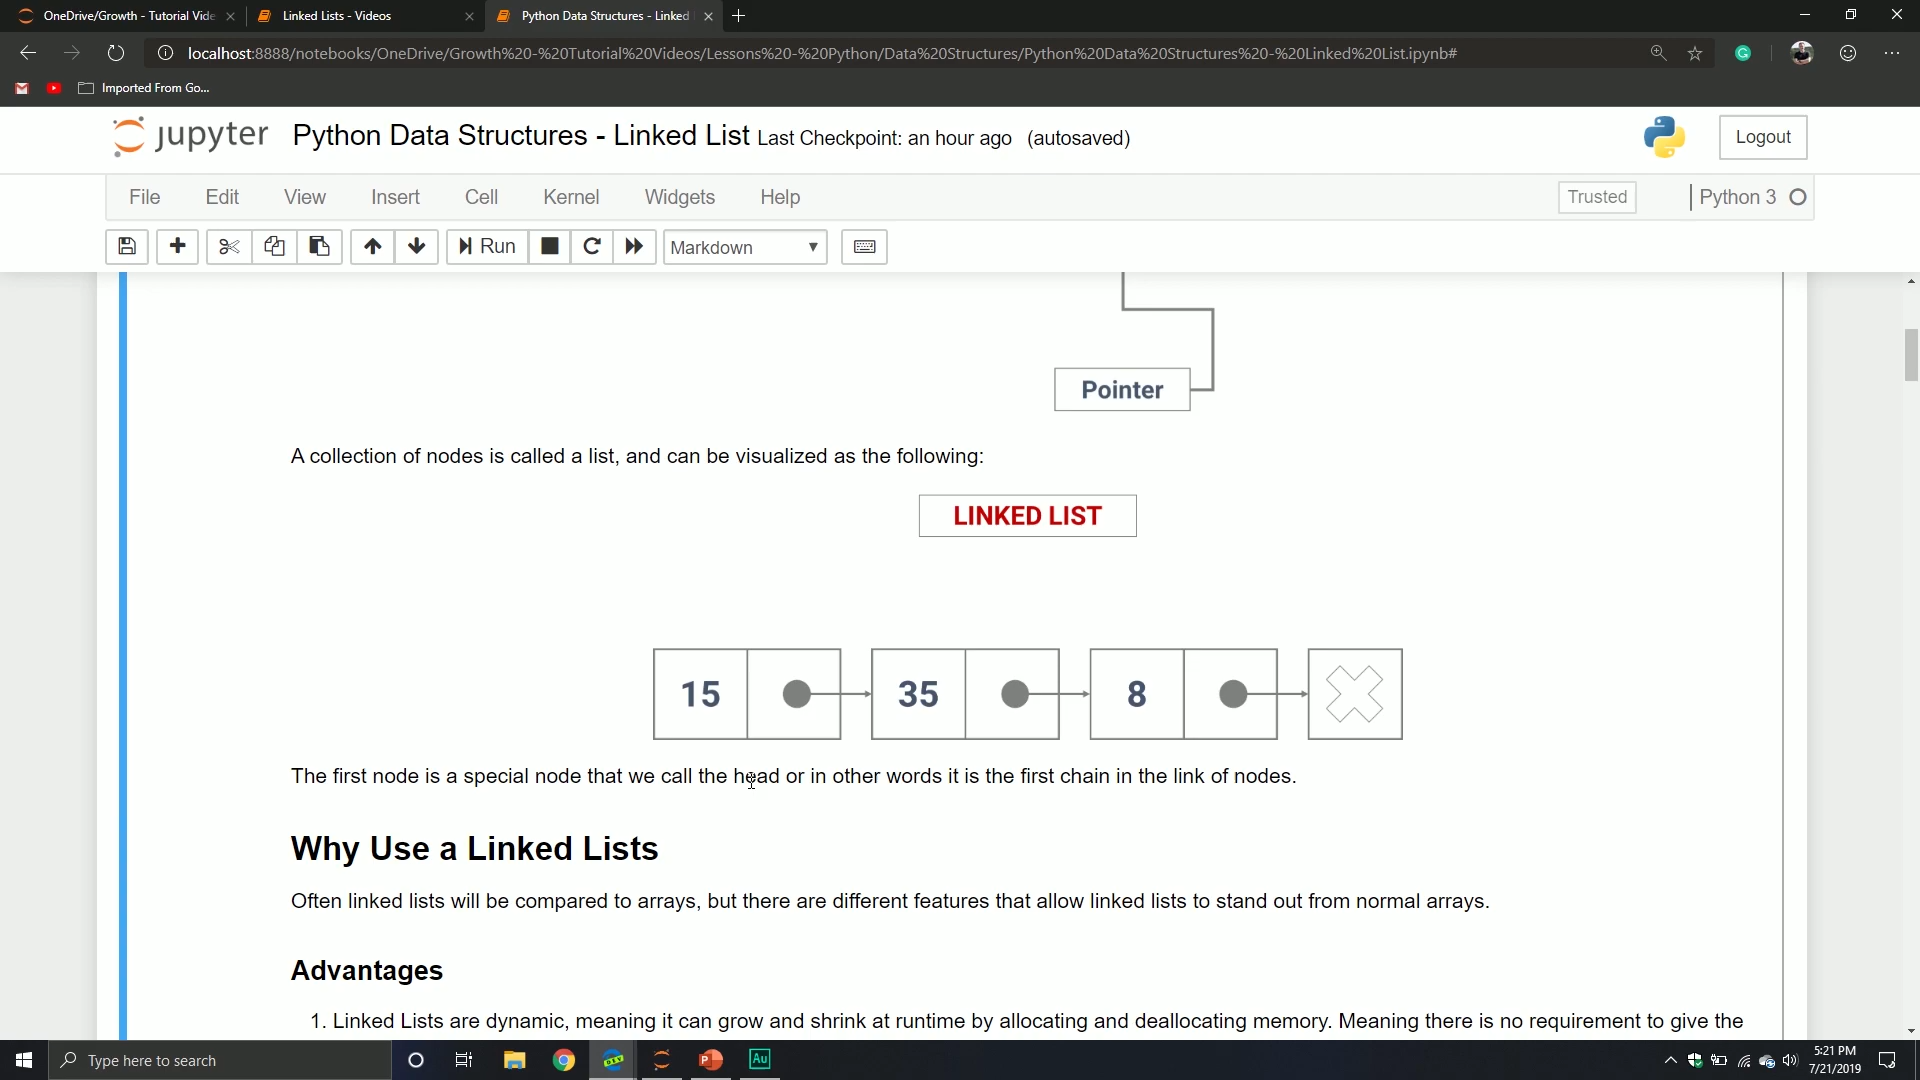 OneDrive/Growth - Tutorial Vide
Linked Lists - Videos
Python Data Structures - Linked
localhost:8888/notebooks/OneDrive/Growth%20-%20Tutorial%20Videos/Lessons%20-%20Python/Data%20Structures/Python%20Data%20Structures%20-%20Linked%20List.ipynb#
Imported From Go...
jupyter Python Data Structures - Linked List Last Checkpoint: an hour ago (autosaved)
Logout
File Edit View Insert Cell Kernel Widgets Help
Trusted Python 3
Run Markdown
Pointer
A collection of nodes is called a list, and can be visualized as the following:
LINKED LIST
15 35 8
The first node is a special node that we call the head or in other words it is the first chain in the link of nodes.
Why Use a Linked Lists
Often linked lists will be compared to arrays, but there are different features that allow linked lists to stand out from normal arrays.
Advantages
1. Linked Lists are dynamic, meaning it can grow and shrink at runtime by allocating and deallocating memory. Meaning there is no requirement to give the
Type here to search
DEV
P
Au
5:21 PM
7/21/2019